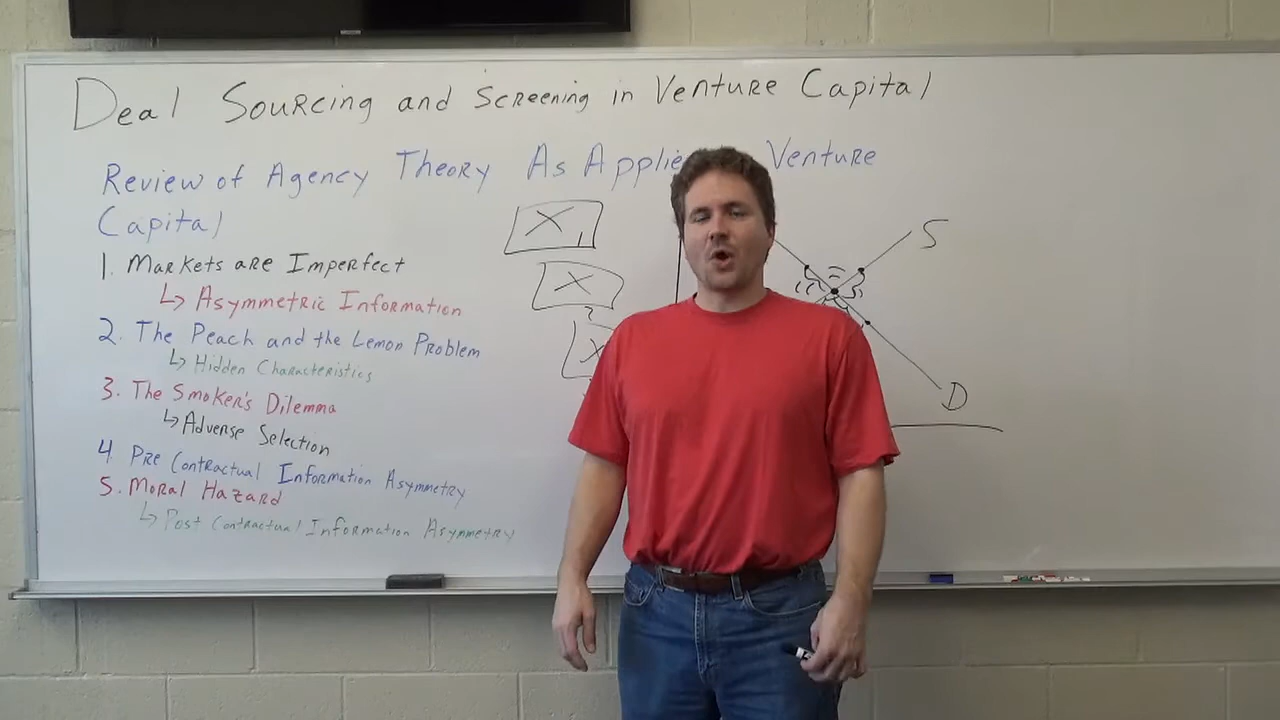 Deal Sourcing and Screening in Venture Capital
Review of Agency Theory As Applie Venture
Capital
1. Markets are Imperfect
↳ Asymmetric Information
2. The Peach and the Lemon Problem
↳ Hidden Characteristics
3. The Smoker's Dilemma
↳ Adverse Selection
4 Pre Contractual Information Asymmetry
5. Moral Hazard
↳ Post Contractual Information Asymmetry
X1
X2
X
S
D